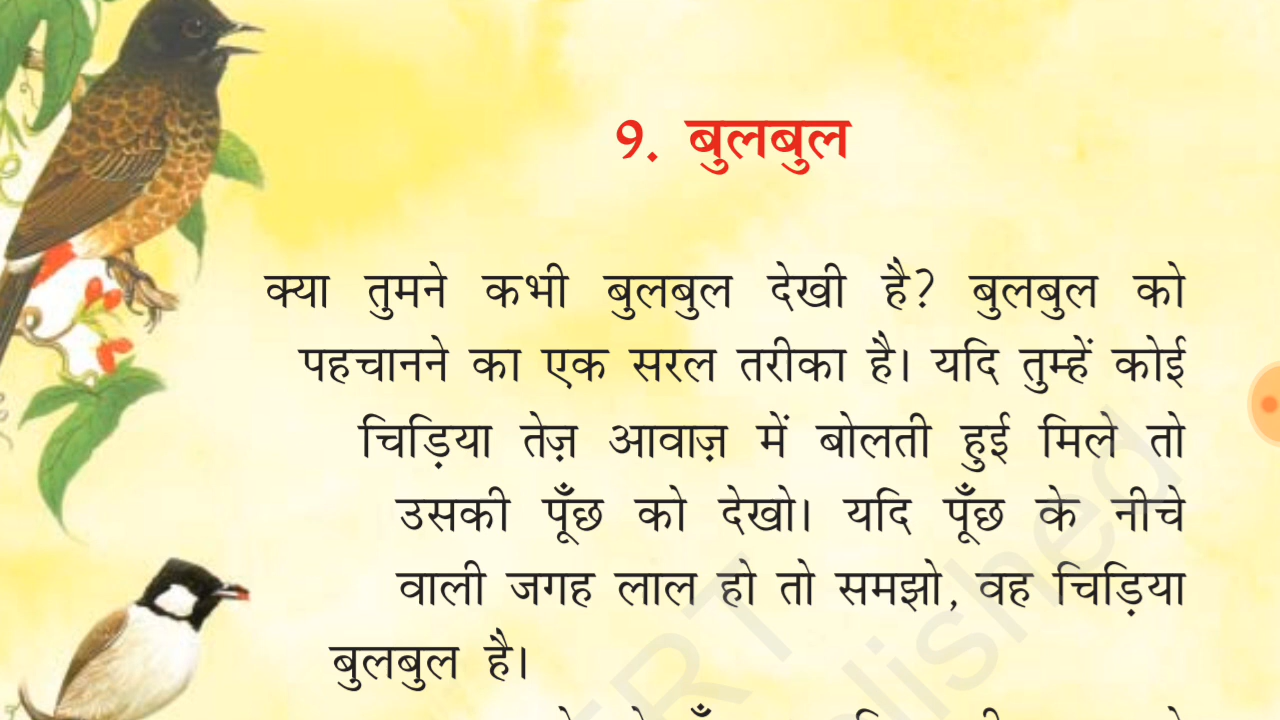 9. बुलबुल
क्या तुमने कभी बुलबुल देखी है? बुलबुल को
पहचानने का एक सरल तरीका है। यदि तुम्हें कोई
चिड़िया तेज़ आवाज़ में बोलती हुई मिले तो
उसकी पूँछ को देखो। यदि पूँछ के नीचे
वाली जगह लाल हो तो समझो, वह चिड़िया
बुलबुल है।